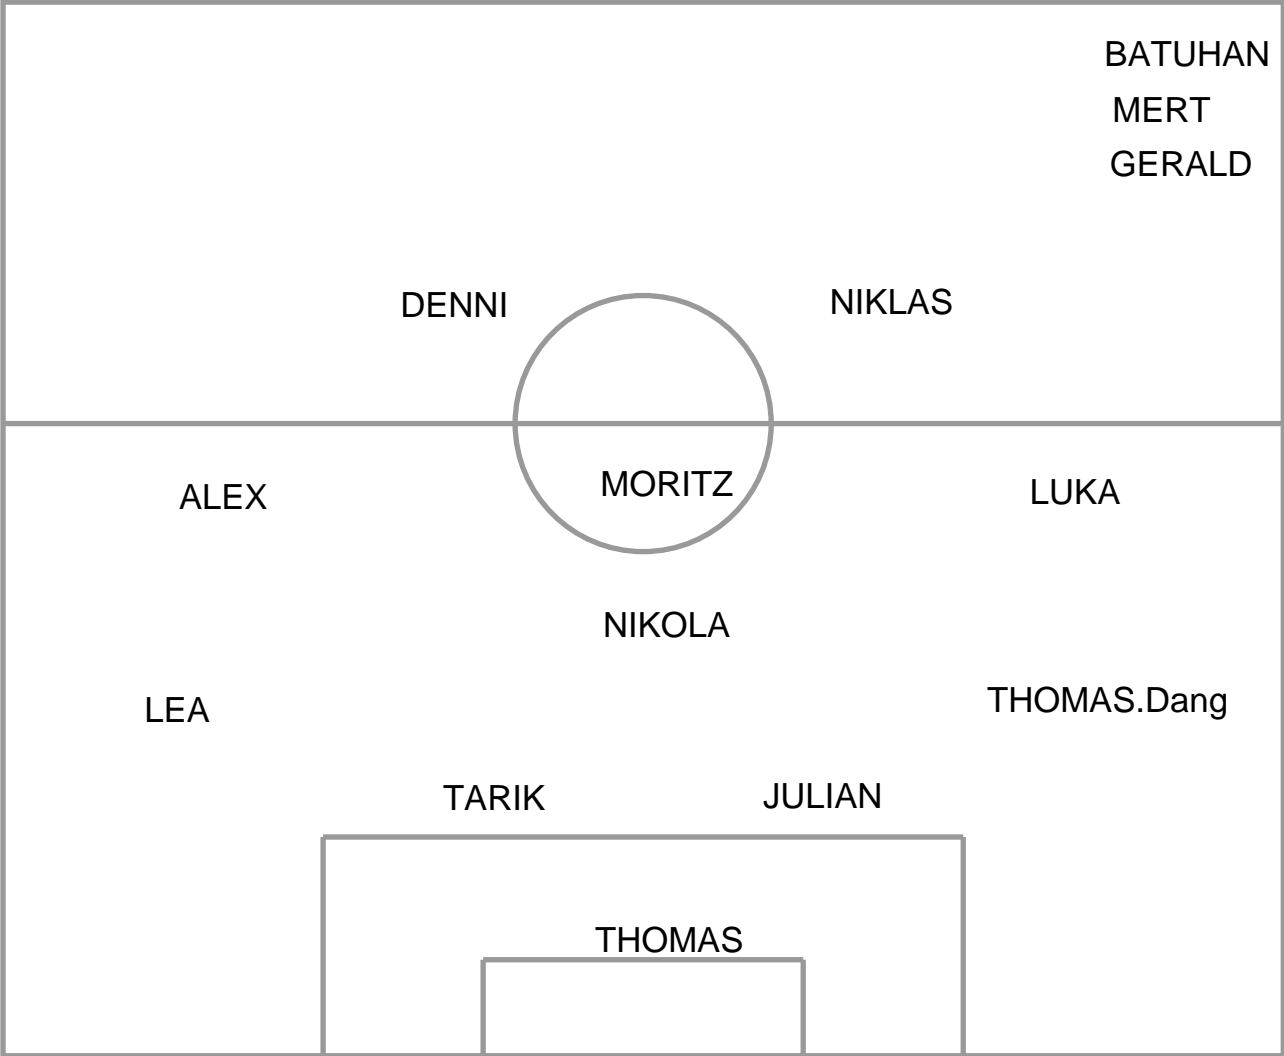 BATUHAN
MERT
GERALD
DENNI
NIKLAS
ALEX
MORITZ
LUKA
NIKOLA
LEA
THOMAS.Dang
TARIK
JULIAN
THOMAS